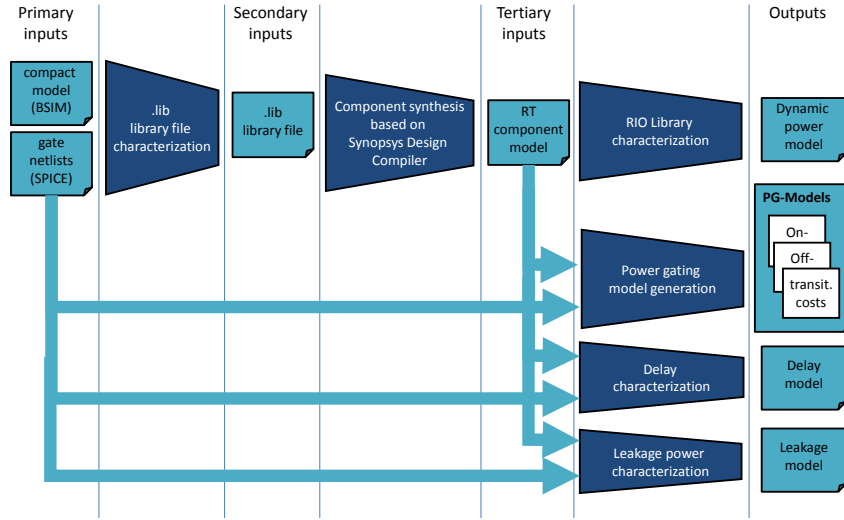 Primary
inputs
Secondary
inputs
Tertiary
inputs
Outputs
compact
model
(BSIM)
gate
netlists
(SPICE)
.lib
library file
characterization
.lib
library file
Component synthesis
based on
Synopsys Design
Compiler
RT
component
model
RIO Library
characterization
Dynamic
power
model
PG-Models
On-
Off-
transit.
costs
Power gating
model generation
Delay
characterization
Delay
model
Leakage power
characterization
Leakage
model